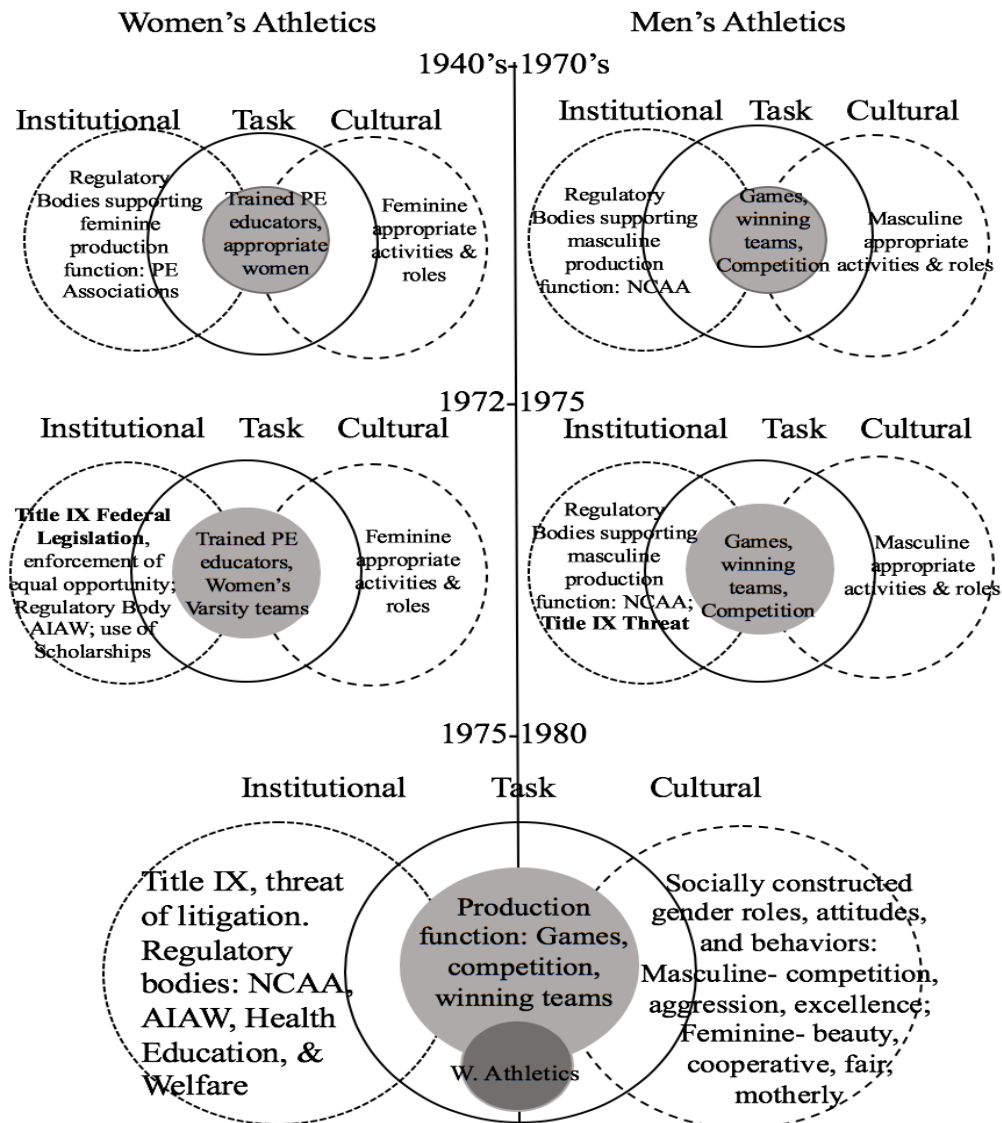 Women's Athletics
Men's Athletics
1940's-1970's
Institutional
Task
Cultural
Regulatory
Bodies supporting
feminine
production
function: PE
Associations
Trained PE
educators,
appropriate
women
Feminine
appropriate
activities &
roles
Institutional
Task
Cultural
Regulatory
Bodies supporting
masculine
production
function: NCAA
Games,
winning
teams,
Competition
Masculine
appropriate
activities & roles
1972-1975
Institutional
Task
Cultural
Title IX Federal
Legislation,
enforcement of
equal opportunity;
Regulatory Body
AIAW; use of
Scholarships
Trained PE
educators,
Women's
Varsity teams
Feminine
appropriate
activities &
roles
Institutional
Task
Cultural
Regulatory
Bodies supporting
masculine
production
function: NCAA;
Title IX Threat
Games,
winning
teams,
Competition
Masculine
appropriate
activities & roles
1975-1980
Institutional
Task
Cultural
Title IX, threat
of litigation.
Regulatory
bodies: NCAA,
AIAW, Health
Education, &
Welfare
Production
function: Games,
competition,
winning teams
W. Athletics
Socially constructed
gender roles, attitudes,
and behaviors:
Masculine- competition,
aggression, excellence;
Feminine- beauty,
cooperative, fair,
motherly